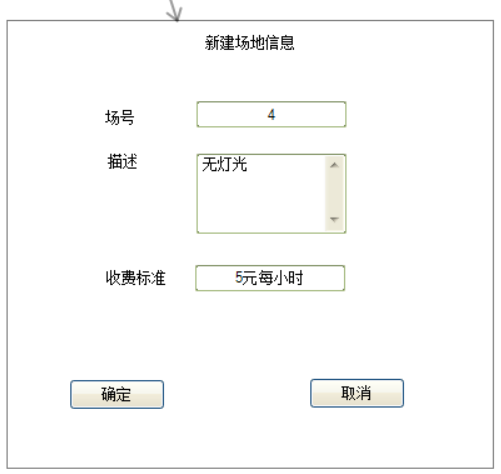 新建场地信息
场号 4
描述 无灯光
收费标准 5元每小时
确定 取消